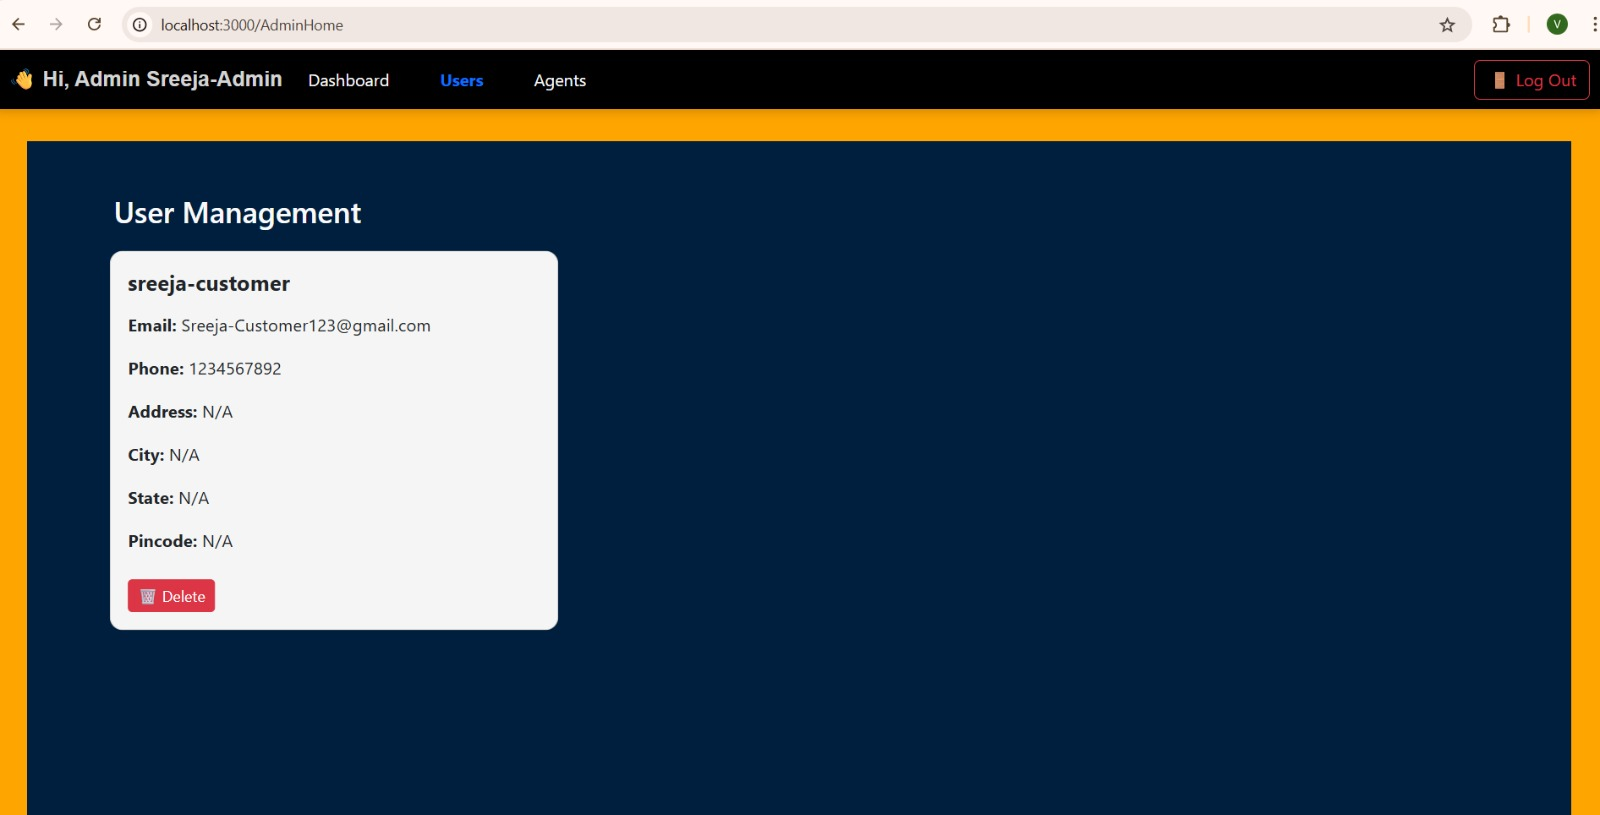 localhost:3000/AdminHome
V
👋 Hi, Admin Sreeja-Admin Dashboard Users Agents 🚪 Log Out
User Management
sreeja-customer
Email: Sreeja-Customer123@gmail.com
Phone: 1234567892
Address: N/A
City: N/A
State: N/A
Pincode: N/A
🗑️ Delete